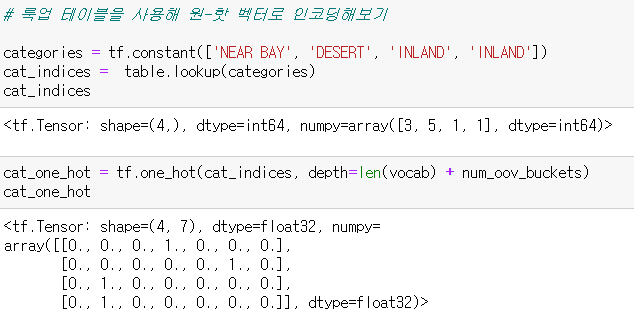 # 룩업 테이블을 사용해 원-핫 벡터로 인코딩해보기
categories = tf.constant(['NEAR BAY', 'DESERT', 'INLAND', 'INLAND'])
cat_indices =  table.lookup(categories)
cat_indices
<tf.Tensor: shape=(4,), dtype=int64, numpy=array([3, 5, 1, 1], dtype=int64)>
cat_one_hot = tf.one_hot(cat_indices, depth=len(vocab) + num_oov_buckets)
cat_one_hot
<tf.Tensor: shape=(4, 7), dtype=float32, numpy=
array([[0., 0., 0., 1., 0., 0., 0.],
       [0., 0., 0., 0., 0., 1., 0.],
       [0., 1., 0., 0., 0., 0., 0.],
       [0., 1., 0., 0., 0., 0., 0.]], dtype=float32)>